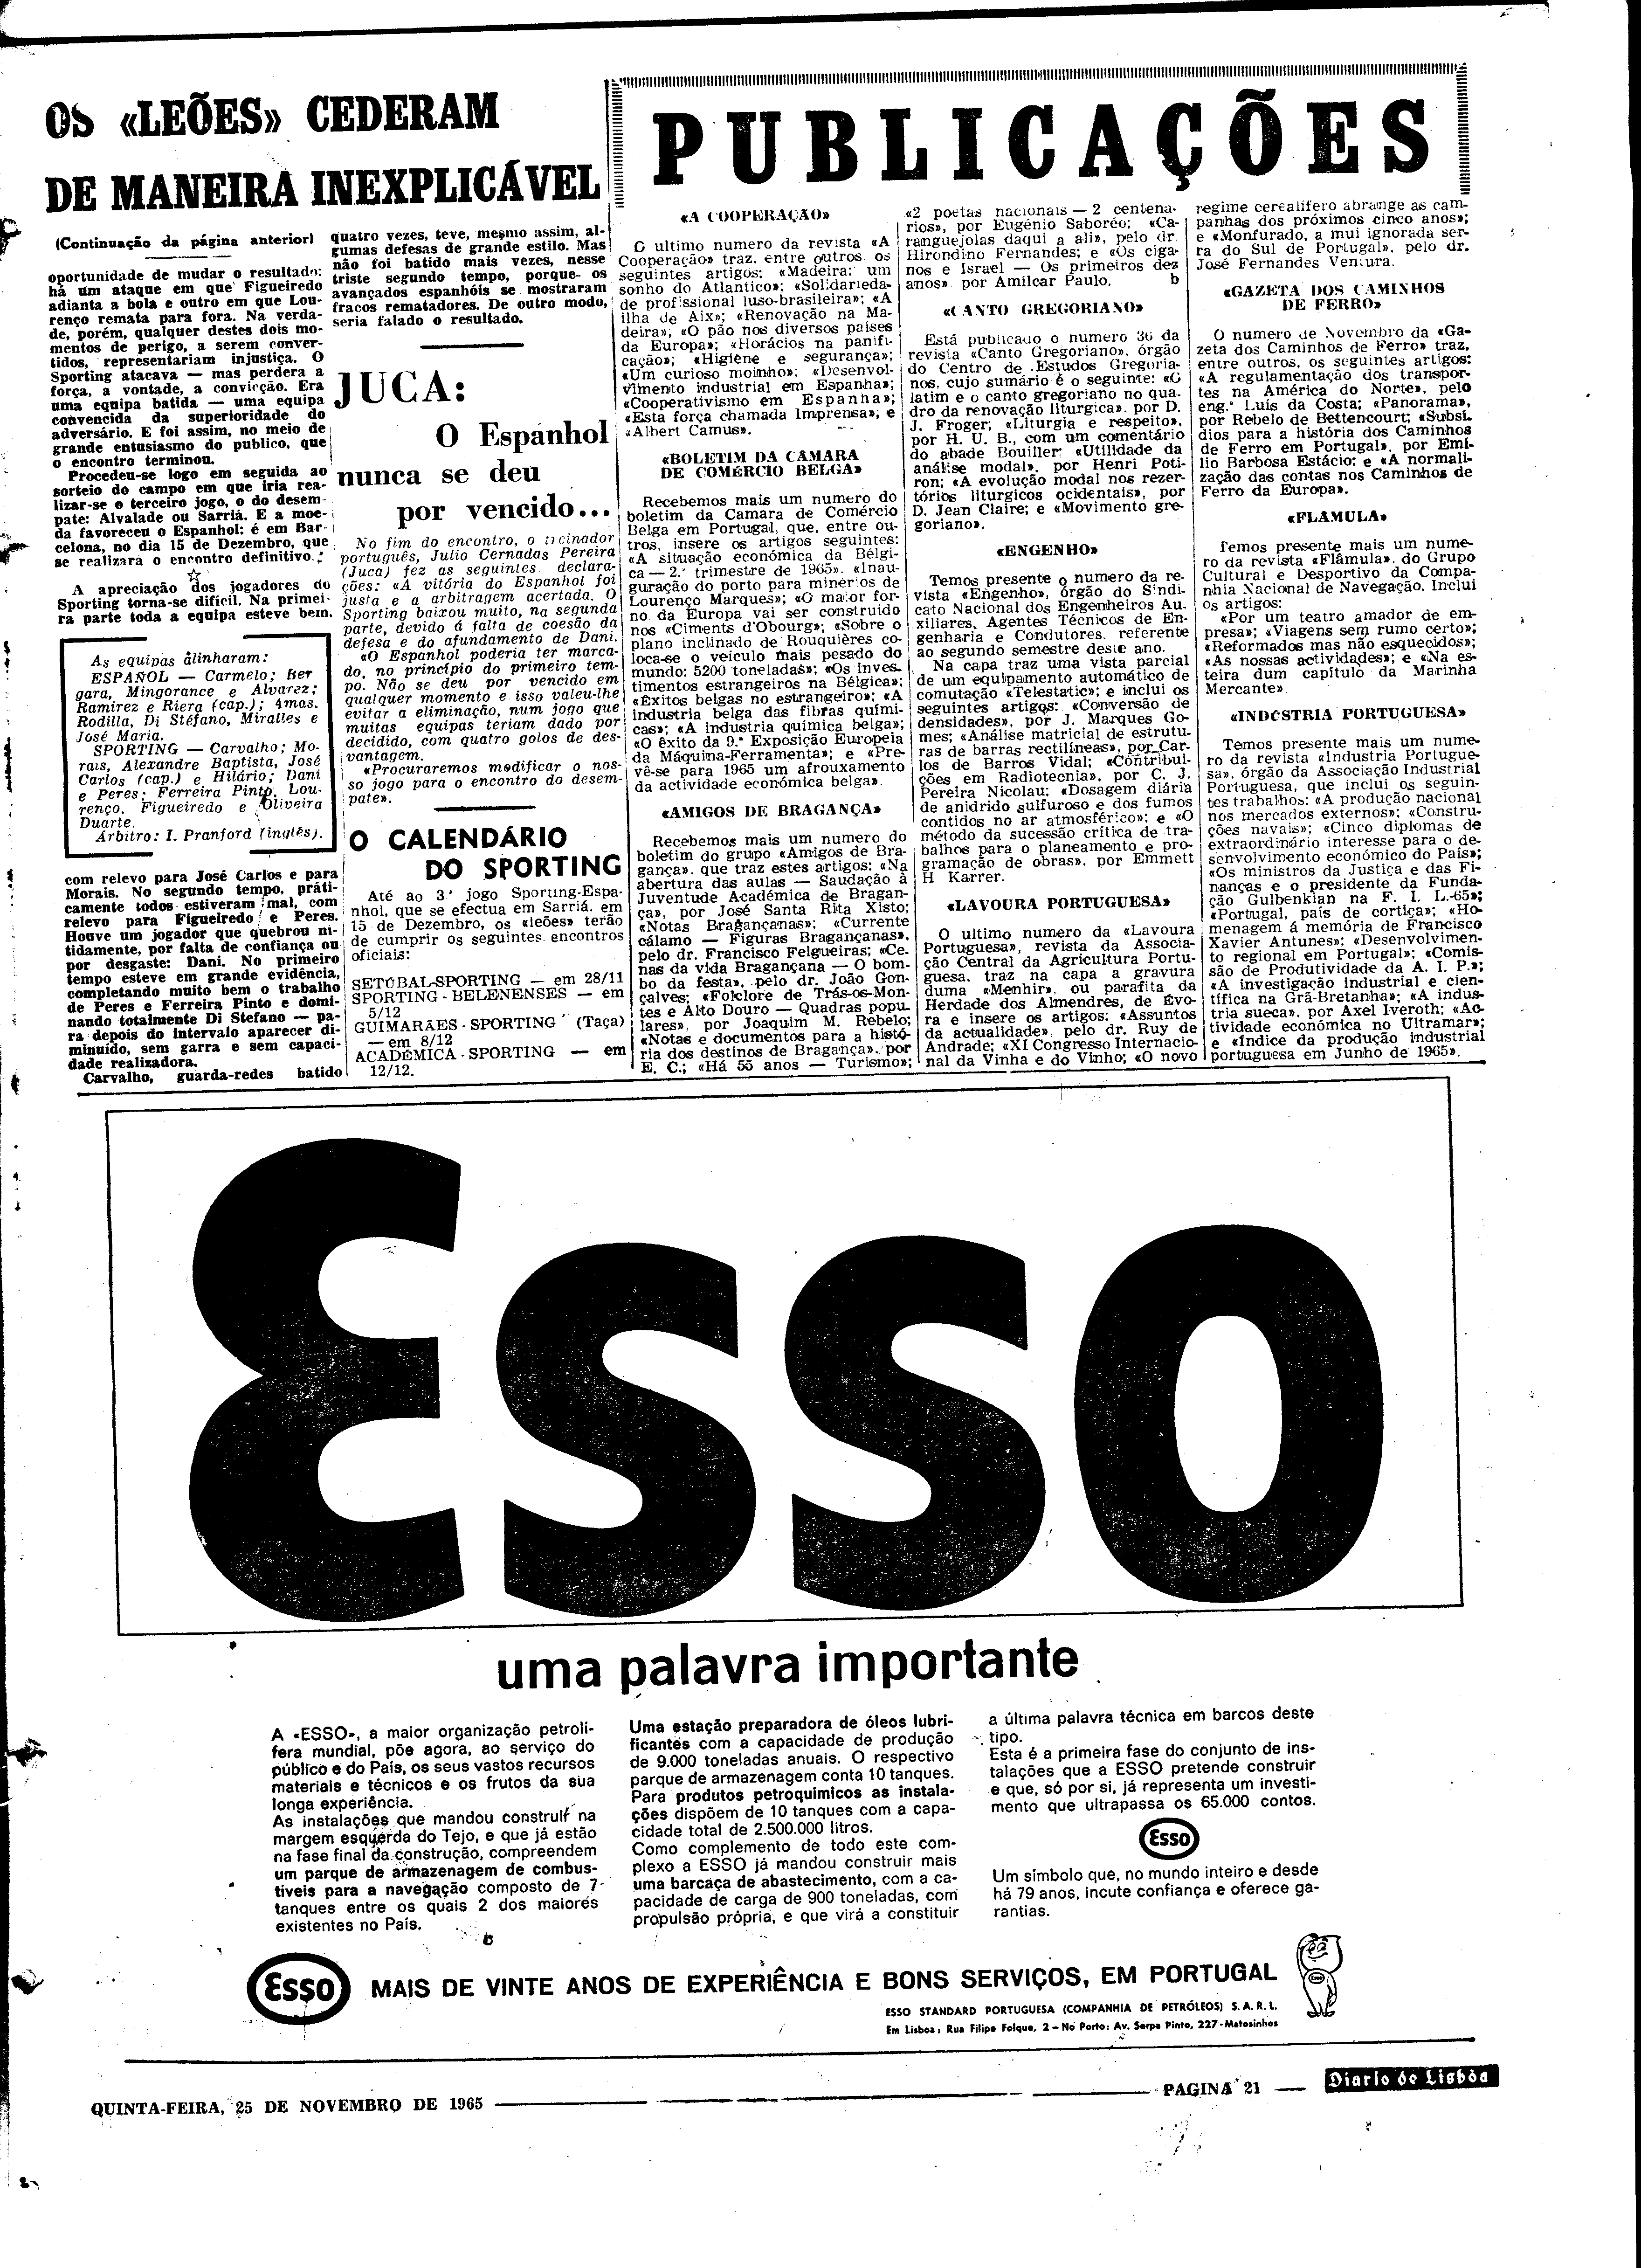 OS «LEÕES» CEDERAM
DE MANEIRA INEXPLICÁVEL
(Continuação da página anterior)
oportunidade de mudar o resultado:
há um ataque em que Figueiredo
adianta a bola e outro em que Lou-
renço remata para fora. Na verda-
de, porém, qualquer destes dois mo-
mentos de perigo, a serem conver-
tidos, representariam injustiça. O
Sporting atacava — mas perdera a
força, a vontade, a convicção. Era
uma equipa batida — uma equipa
convencida da superioridade do
adversário. E foi assim, no meio de
grande entusiasmo do publico, que
o encontro terminou.
Procedeu-se logo em seguida ao
sorteio do campo em que iria rea-
lizar-se o terceiro jogo, o do desem-
pate: Alvalade ou Sarriá. E a moe-
da favoreceu o Espanhol: é em Bar-
celona, no dia 15 de Dezembro, que
se realizará o encontro definitivo.
A apreciação dos jogadores do
Sporting torna-se difícil. Na primei-
ra parte toda a equipa esteve bem,
As equipas alinharam:
ESPAÑOL — Carmelo; Ber
gara, Mingorance e Alvarez;
Ramirez e Riera (cap.); Amas.
Rodilla, Di Stéfano, Miralles e
José Maria.
SPORTING — Carvalho; Mo-
rais, Alexandre Baptista, José
Carlos (cap.) e Hilário; Dani
e Peres; Ferreira Pinto, Lou-
renço, Figueiredo e Oliveira
Duarte.
Árbitro: I. Pranford (inglês).
com relevo para José Carlos e para
Morais. No segundo tempo, práti-
camente todos estiveram mal, com
relevo para Figueiredo e Peres.
Houve um jogador que quebrou ni-
tidamente, por falta de confiança ou
por desgaste: Dani. No primeiro
tempo esteve em grande evidência,
completando muito bem o trabalho
de Peres e Ferreira Pinto e domi-
nando totalmente Di Stefano — pa-
ra depois do intervalo aparecer di-
minuído, sem garra e sem capaci-
dade realizadora.
Carvalho, guarda-redes batido
quatro vezes, teve, mesmo assim, al-
gumas defesas de grande estilo. Mas
não foi batido mais vezes, nesse
triste segundo tempo, porque os
avançados espanhóis se mostraram
fracos rematadores. De outro modo,
seria falado o resultado.
JUCA:
O Espanhol
nunca se deu
por vencido...
No fim do encontro, o treinador
português, Julio Cernadas Pereira
(Juca) fez as seguintes declara-
ções: «A vitória do Espanhol foi
justa e a arbitragem acertada. O
Sporting baixou muito, na segunda
parte, devido á falta de coesão da
defesa e do afundamento de Dani.
«O Espanhol poderia ter marca-
do, no princípio do primeiro tem-
po. Não se deu por vencido em
qualquer momento e isso valeu-lhe
evitar a eliminação, num jogo que
muitas equipas teriam dado por
decidido, com quatro golos de des-
vantagem.
«Procuraremos modificar o nos-
so jogo para o encontro do desem-
pate».
O CALENDÁRIO
DO SPORTING
Até ao 3.º jogo Sporting-Espa-
nhol, que se efectua em Sarriá, em
15 de Dezembro, os «leões» terão
de cumprir os seguintes encontros
oficiais:
SETÚBAL-SPORTING — em 28/11
SPORTING - BELENENSES — em
5/12
GUIMARÃES - SPORTING (Taça)
— em 8/12
ACADÉMICA - SPORTING — em
12/12.
PUBLICAÇÕES
«A COOPERAÇÃO»
O ultimo numero da revista «A
Cooperação» traz, entre outros, os
seguintes artigos: «Madeira: um
sonho do Atlantico»; «Solidarieda-
de profissional luso-brasileira»; «A
ilha de Aix»; «Renovação na Ma-
deira»; «O pão nos diversos países
da Europa»; «Horácios na panifi-
cação»; «Higiène e segurança»;
«Um curioso moinho»; «Desenvol-
vimento industrial em Espanha»;
«Cooperativismo em Espanha»;
«Esta força chamada Imprensa»; e
«Albert Camus».
«BOLETIM DA CAMARA
DE COMÉRCIO BELGA»
Recebemos mais um numero do
boletim da Camara de Comércio
Belga em Portugal, que, entre ou-
tros, insere os artigos seguintes:
«A situação económica da Bélgi-
ca — 2.º trimestre de 1965». «Inau-
guração do porto para minérios de
Lourenço Marques»; «O maior for-
no da Europa vai ser construido
nos «Ciments d'Obourg»; «Sobre o
plano inclinado de Rouquières co-
loca-se o veículo mais pesado do
mundo: 5200 toneladas»; «Os inves-
timentos estrangeiros na Bélgica»;
«Êxitos belgas no estrangeiro»; «A
industria belga das fibras quími-
cas»; «A industria química belga»;
«O êxito da 9.ª Exposição Europeia
da Máquina-Ferramenta»; e «Pre-
vê-se para 1965 um afrouxamento
da actividade económica belga».
«AMIGOS DE BRAGANÇA»
Recebemos mais um numero do
boletim do grupo «Amigos de Bra-
gança», que traz estes artigos: «Na
abertura das aulas — Saudação à
Juventude Académica de Bragan-
ça», por José Santa Rita Xisto;
«Notas Bragançanas»; «Currente
cálamo — Figuras Bragançanas»,
pelo dr. Francisco Felgueiras; «Ce-
nas da vida Bragançana — O bom-
bo da festa», pelo dr. João Gon-
çalves; «Folclore de Trás-os-Mon-
tes e Alto Douro — Quadras popu
lares», por Joaquim M. Rebelo;
«Notas e documentos para a histó-
ria dos destinos de Bragança», por
E. C.; «Há 55 anos — Turismo»;
«2 poetas nacionais — 2 centena-
rios», por Eugénio Saboréo; «Ca-
ranguejolas daqui a ali», pelo dr.
Hirondino Fernandes; e «Os ciga-
nos e Israel — Os primeiros dez
anos» por Amílcar Paulo. b
«CANTO GREGORIANO»
Está publicado o numero 36 da
revista «Canto Gregoriano», órgão
do Centro de Estudos Gregoria-
nos, cujo sumário é o seguinte: «O
latim e o canto gregoriano no qua-
dro da renovação liturgica», por D.
J. Froger; «Liturgia e respeito»,
por H. U. B., com um comentário
do abade Bouiller; «Utilidade da
análise modal», por Henri Poti-
ron; «A evolução modal nos rezer-
tórios liturgicos ocidentais», por
D. Jean Claire; e «Movimento gre-
goriano».
«ENGENHO»
Temos presente o numero da re-
vista «Engenho», órgão do Sindi-
cato Nacional dos Engenheiros Au-
xiliares, Agentes Técnicos de En-
genharia e Condutores, referente
ao segundo semestre deste ano.
Na capa traz uma vista parcial
de um equipamento automático de
comutação «Telestatic»; e inclui os
seguintes artigos: «Conversão de
densidades», por J. Marques Go-
mes; «Análise matricial de estrutu-
ras de barras rectilíneas», por Car-
los de Barros Vidal; «Contribui-
ções em Radiotecnia», por C. J.
Pereira Nicolau; «Dosagem diária
de anidrido sulfuroso e dos fumos
contidos no ar atmosférico»; e «O
método da sucessão crítica de tra-
balhos para o planeamento e pro-
gramação de obras», por Emmett
H Karrer.
«LAVOURA PORTUGUESA»
O ultimo numero da «Lavoura
Portuguesa», revista da Associa-
ção Central da Agricultura Portu-
guesa, traz na capa a gravura
duma «Menhir», ou parafita da
Herdade dos Almendres, de Évo-
ra e insere os artigos: «Assuntos
da actualidade», pelo dr. Ruy de
Andrade; «XI Congresso Internacio-
nal da Vinha e do Vinho; «O novo
regime cerealífero abrange as cam-
panhas dos próximos cinco anos»;
e «Monfurado, a mui ignorada ser-
ra do Sul de Portugal», pelo dr.
José Fernandes Ventura.
«GAZETA DOS CAMINHOS
DE FERRO»
O numero de Novembro da «Ga-
zeta dos Caminhos de Ferro» traz,
entre outros, os seguintes artigos:
«A regulamentação dos transpor-
tes na América do Norte», pelo
eng.º Luís da Costa; «Panorama»,
por Rebelo de Bettencourt; «Subsí-
dios para a história dos Caminhos
de Ferro em Portugal», por Emí-
lio Barbosa Estácio; e «A normali-
zação das contas nos Caminhos de
Ferro da Europa».
«FLAMULA»
Temos presente mais um nume-
ro da revista «Flâmula», do Grupo
Cultural e Desportivo da Compa-
nhia Nacional de Navegação. Inclui
os artigos:
«Por um teatro amador de em-
presa»; «Viagens sem rumo certo»;
«Reformados mas não esquecidos»;
«As nossas actividades»; e «Na es-
teira dum capítulo da Marinha
Mercante».
«INDÚSTRIA PORTUGUESA»
Temos presente mais um nume-
ro da revista «Industria Portugue-
sa», órgão da Associação Industrial
Portuguesa, que inclui os seguin-
tes trabalhos: «A produção nacional
nos mercados externos»; «Constru-
ções navais»; «Cinco diplomas de
extraordinário interesse para o de-
senvolvimento económico do País»;
«Os ministros da Justiça e das Fi-
nanças e o presidente da Funda-
ção Gulbenkian na F. I. L.-65»;
«Portugal, país de cortiça»; «Ho-
menagem á memória de Francisco
Xavier Antunes»; «Desenvolvimen-
to regional em Portugal»; «Comis-
são de Produtividade da A. I. P.»;
«A investigação industrial e cien-
tífica na Grã-Bretanha»; «A indus-
tria sueca», por Axel Iveroth; «Ac-
tividade económica no Ultramar»;
e «Índice da produção industrial
portuguesa em Junho de 1965».
Esso
uma palavra importante
A «ESSO», a maior organização petrolí-
fera mundial, põe agora, ao serviço do
público e do País, os seus vastos recursos
materiais e técnicos e os frutos da sua
longa experiência.
As instalações que mandou construir na
margem esquerda do Tejo, e que já estão
na fase final da construção, compreendem
um parque de armazenagem de combus-
tíveis para a navegação composto de 7
tanques entre os quais 2 dos maiores
existentes no País.
Uma estação preparadora de óleos lubri-
ficantes com a capacidade de produção
de 9.000 toneladas anuais. O respectivo
parque de armazenagem conta 10 tanques.
Para produtos petroquímicos as instala-
ções dispõem de 10 tanques com a capa-
cidade total de 2.500.000 litros.
Como complemento de todo este com-
plexo a ESSO já mandou construir mais
uma barcaça de abastecimento, com a ca-
pacidade de carga de 900 toneladas, com
propulsão própria, e que virá a constituir
a última palavra técnica em barcos deste
tipo.
Esta é a primeira fase do conjunto de ins-
talações que a ESSO pretende construir
e que, só por si, já representa um investi-
mento que ultrapassa os 65.000 contos.
Esso
Um símbolo que, no mundo inteiro e desde
há 79 anos, incute confiança e oferece ga-
rantias.
Esso MAIS DE VINTE ANOS DE EXPERIÊNCIA E BONS SERVIÇOS, EM PORTUGAL
ESSO STANDARD PORTUGUESA (COMPANHIA DE PETRÓLEOS) S. A. R. L.
Em Lisboa: Rua Filipe Folque, 2 – No Porto: Av. Serpa Pinto, 227-Matosinhos
QUINTA-FEIRA, 25 DE NOVEMBRO DE 1965 — PAGINA 21 — Diario de Lisbôa